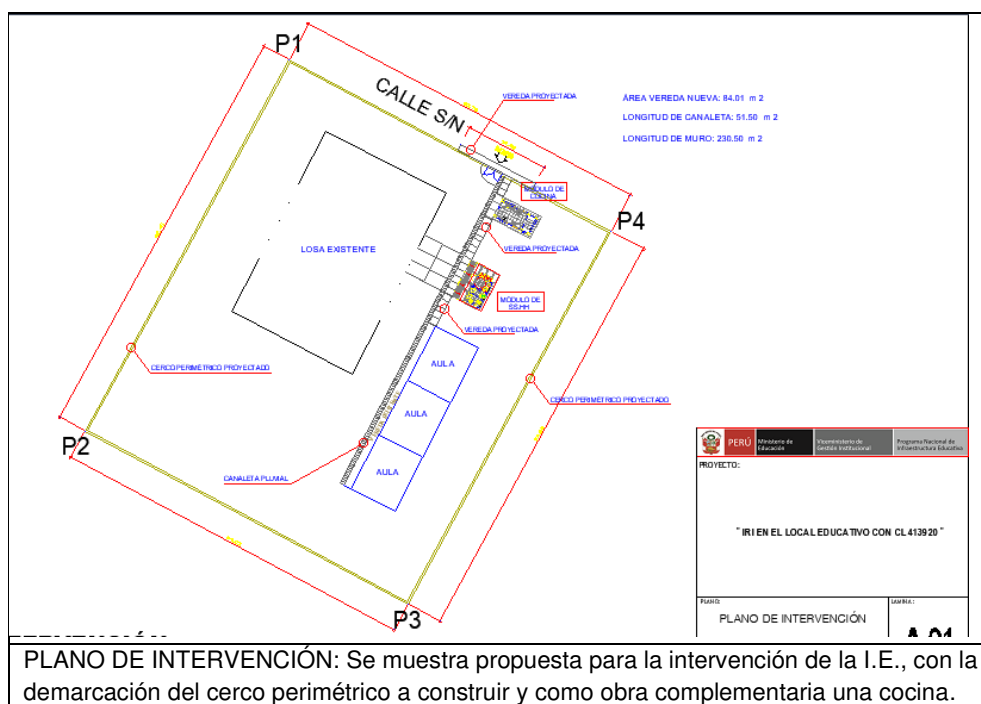 P1
CALLE S/N
VEREDA PROYECTADA
ÁREA VEREDA NUEVA: 84.01 m 2
LONGITUD DE CANALETA: 51.50 m 2
LONGITUD DE MURO: 230.50 m 2
MÓDULO DE
COCINA
P4
LOSA EXISTENTE
VEREDA PROYECTADA
MÓDULO DE
SS.HH
VEREDA PROYECTADA
AULA
CERCO PERIMÉTRICO PROYECTADO
CERCO PERIMÉTRICO PROYECTADO
AULA
P2
AULA
CANALETA PLUVIAL
P3
PERÚ
Ministerio de
Educación
Viceministerio de
Gestión Institucional
Programa Nacional de
Infraestructura Educativa
PROYECTO:
" IRI EN EL LOCAL EDUCATIVO CON CL 413920 "
PLANO:
PLANO DE INTERVENCIÓN
LAMINA :
A-01
PLANO DE INTERVENCIÓN: Se muestra propuesta para la intervención de la I.E., con la
demarcación del cerco perimétrico a construir y como obra complementaria una cocina.